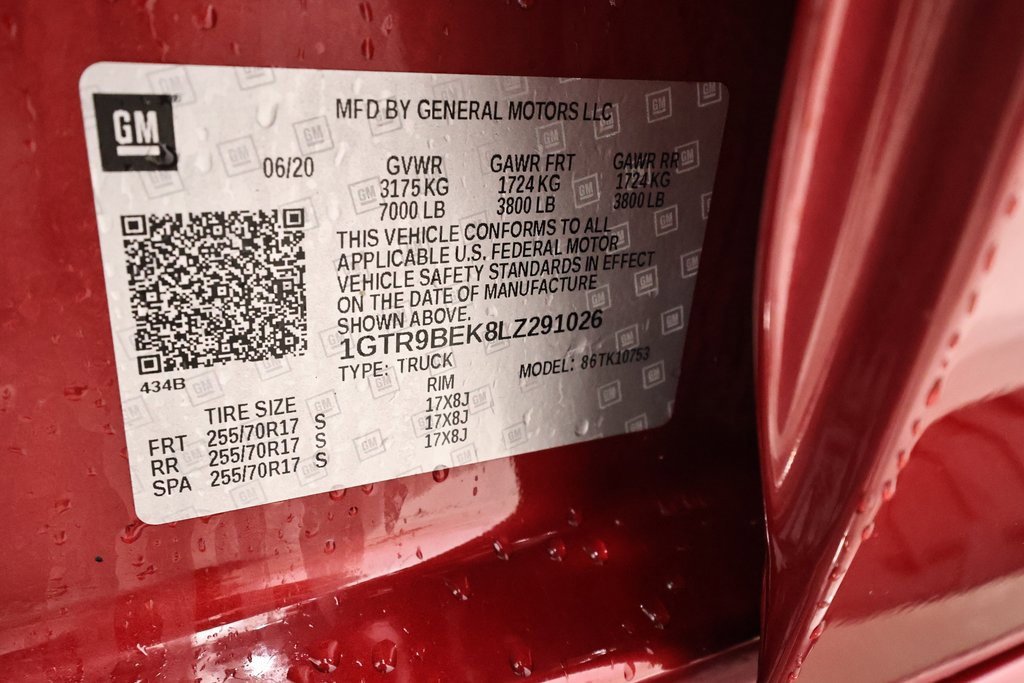 GM
MFD BY GENERAL MOTORS LLC
06/20 GVWR GAWR FRT GAWR RR
3175 KG 1724 KG 1724 KG
7000 LB 3800 LB 3800 LB
THIS VEHICLE CONFORMS TO ALL
APPLICABLE U.S. FEDERAL MOTOR
VEHICLE SAFETY STANDARDS IN EFFECT
ON THE DATE OF MANUFACTURE
SHOWN ABOVE.
1GTR9BEK8LZ291026
TYPE: TRUCK MODEL: 86TK10753
434B
TIRE SIZE RIM
FRT 255/70R17 S 17X8J
RR 255/70R17 S 17X8J
SPA 255/70R17 S 17X8J